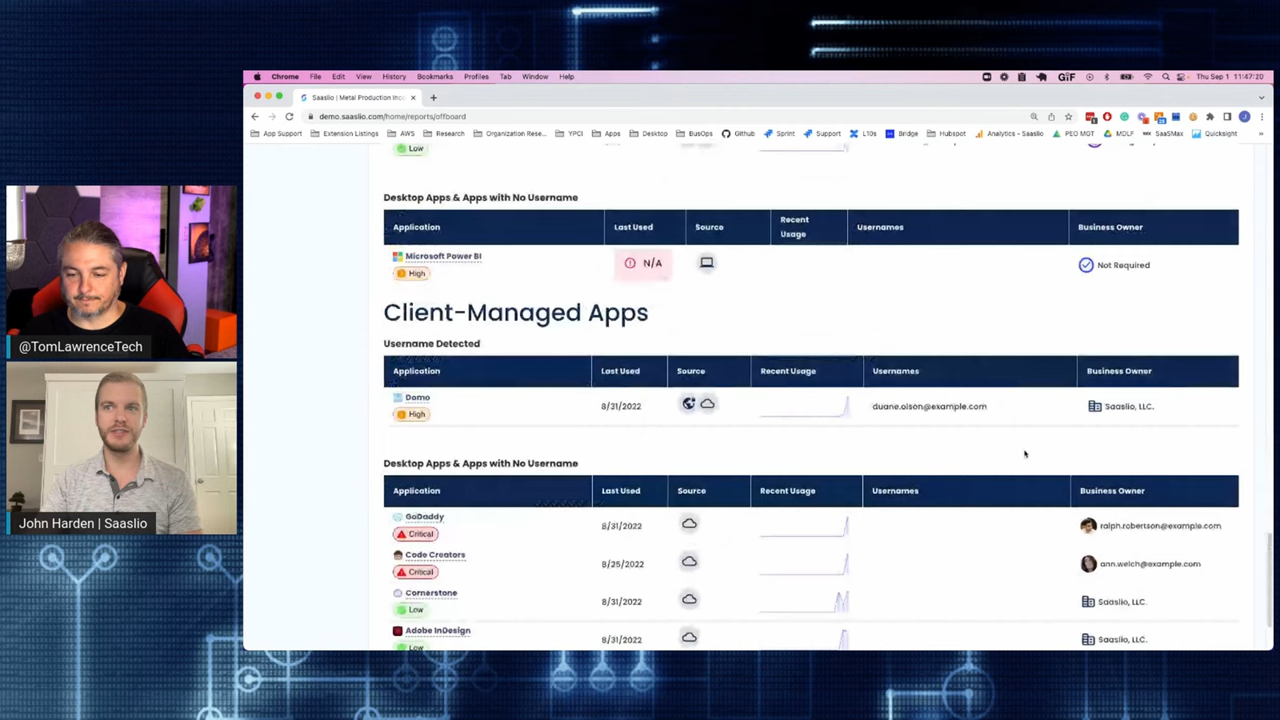 Chrome File Edit View History Bookmarks Profiles Tab Window Help GIF Thu Sep 1 11:47:20
Saaslio | Metal Production Inc
demo.saaslio.com/home/reports/offboard
App Support Extension Listings AWS Research Organization Rese... YPCI Apps Desktop BusOps Github Sprint Support L10s Bridge Hubspot Analytics - Saaslio PEO MGT MDLF SaaSMax Quicksight
Low
Desktop Apps & Apps with No Username
Application Last Used Source Recent Usage Usernames Business Owner
Microsoft Power BI N/A Not Required
High
Client-Managed Apps
Username Detected
Application Last Used Source Recent Usage Usernames Business Owner
Domo 8/31/2022 duane.olson@example.com Saaslio, LLC.
High
Desktop Apps & Apps with No Username
Application Last Used Source Recent Usage Usernames Business Owner
GoDaddy 8/31/2022 ralph.robertson@example.com
Critical
Code Creators 8/25/2022 ann.welch@example.com
Critical
Cornerstone 8/31/2022 Saaslio, LLC.
Low
Adobe InDesign 8/31/2022 Saaslio, LLC.
Low
@TomLawrenceTech
John Harden | Saaslio